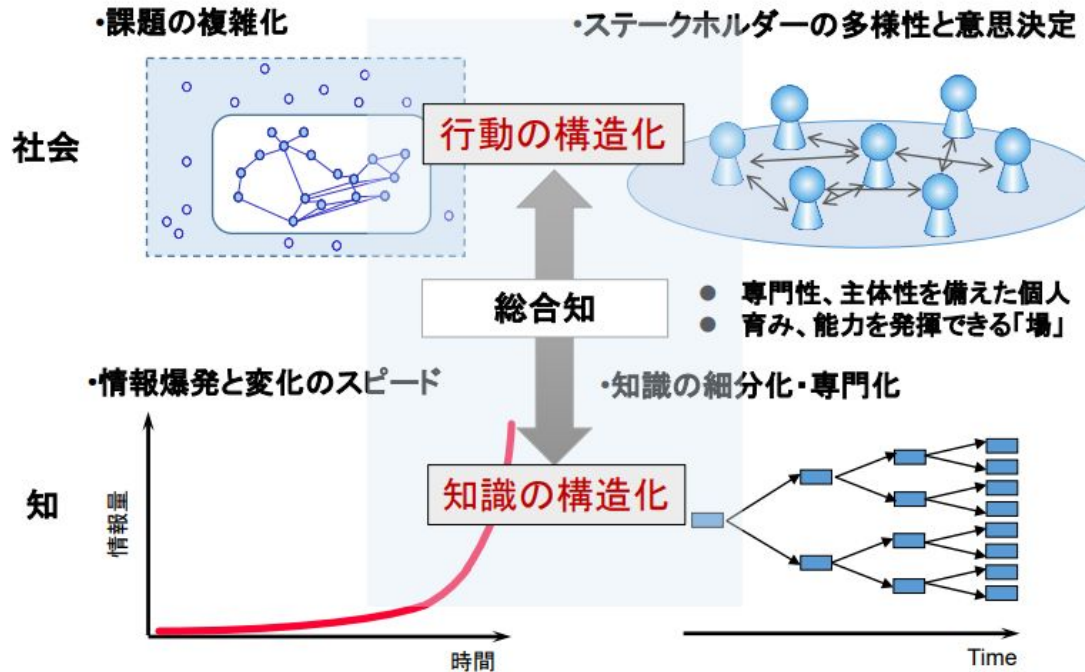 ・課題の複雑化
・ステークホルダーの多様性と意思決定
社会
行動の構造化
総合知
● 専門性、主体性を備えた個人
● 育み、能力を発揮できる「場」
・情報爆発と変化のスピード
・知識の細分化・専門化
知
知識の構造化
情報量
時間
Time